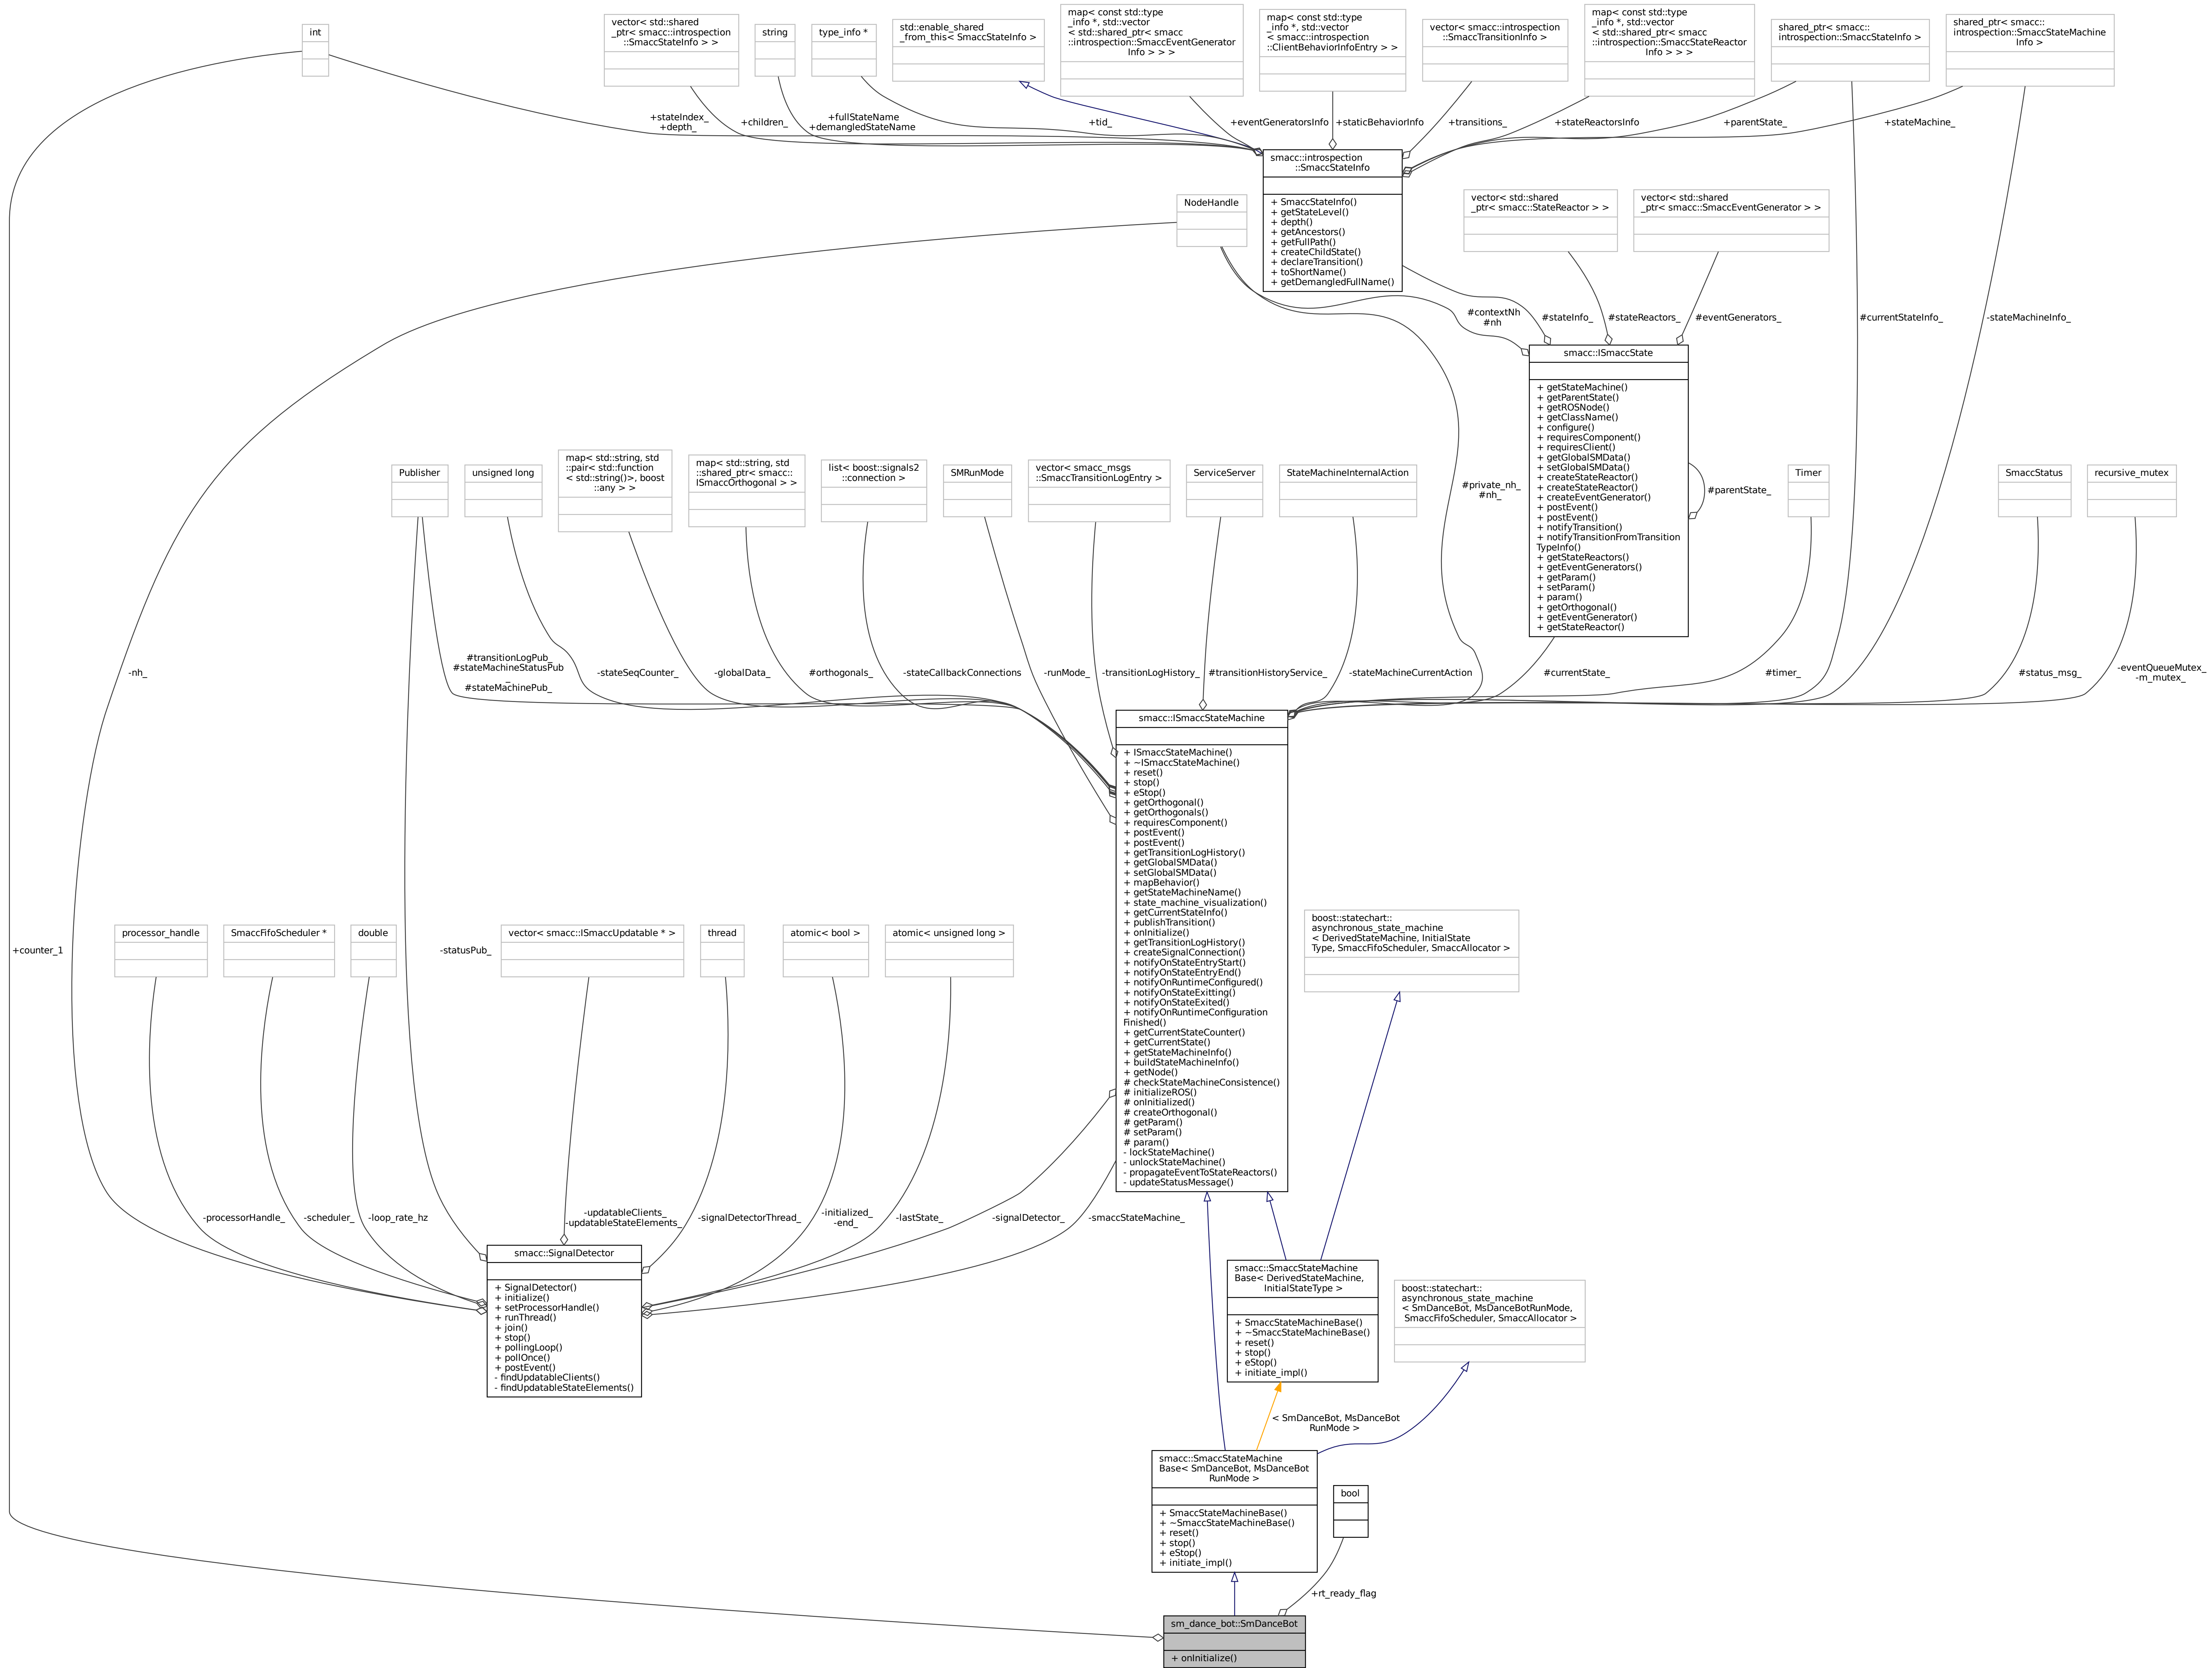 int
vector< std::shared
_ptr< smacc::introspection
::SmaccStateInfo > >
string
type_info *
std::enable_shared
_from_this< SmaccStateInfo >
map< const std::type
_info *, std::vector
< std::shared_ptr< smacc
::introspection::SmaccEventGenerator
Info > > >
map< const std::type
_info *, std::vector
< smacc::introspection
::ClientBehaviorInfoEntry > >
vector< smacc::introspection
::SmaccTransitionInfo >
map< const std::type
_info *, std::vector
< std::shared_ptr< smacc
::introspection::SmaccStateReactor
Info > > >
shared_ptr< smacc::
introspection::SmaccStateInfo >
shared_ptr< smacc::
introspection::SmaccStateMachine
Info >
+stateIndex_
+depth_
+children_
+fullStateName
+demangledStateName
+tid_
+eventGeneratorsInfo
+staticBehaviorInfo
+transitions_
+stateReactorsInfo
+parentState_
+stateMachine_
smacc::introspection
::SmaccStateInfo
+ SmaccStateInfo()
+ getStateLevel()
+ depth()
+ getAncestors()
+ getFullPath()
+ createChildState()
+ declareTransition()
+ toShortName()
+ getDemangledFullName()
NodeHandle
vector< std::shared
_ptr< smacc::StateReactor > >
vector< std::shared
_ptr< smacc::SmaccEventGenerator > >
#contextNh
#nh
#stateInfo_
#stateReactors_
#eventGenerators_
#currentStateInfo_
-stateMachineInfo_
smacc::ISmaccState
+ getStateMachine()
+ getParentState()
+ getROSNode()
+ getClassName()
+ configure()
+ requiresComponent()
+ requiresClient()
+ getGlobalSMData()
+ setGlobalSMData()
+ createStateReactor()
+ createStateReactor()
+ createEventGenerator()
+ postEvent()
+ postEvent()
+ notifyTransition()
+ notifyTransitionFromTransition
TypeInfo()
+ getStateReactors()
+ getEventGenerators()
+ getParam()
+ setParam()
+ param()
+ getOrthogonal()
+ getEventGenerator()
+ getStateReactor()
#parentState_
Publisher
unsigned long
map< std::string, std
::pair< std::function
< std::string()>, boost
::any > >
map< std::string, std
::shared_ptr< smacc::
ISmaccOrthogonal > >
list< boost::signals2
::connection >
SMRunMode
vector< smacc_msgs
::SmaccTransitionLogEntry >
ServiceServer
StateMachineInternalAction
#private_nh_
#nh_
Timer
SmaccStatus
recursive_mutex
-nh_
#transitionLogPub_
#stateMachineStatusPub
_
#stateMachinePub_
-stateSeqCounter_
-globalData_
#orthogonals_
-stateCallbackConnections
-runMode_
-transitionLogHistory_
#transitionHistoryService_
-stateMachineCurrentAction
#currentState_
#timer_
#status_msg_
-eventQueueMutex_
-m_mutex_
smacc::ISmaccStateMachine
+ ISmaccStateMachine()
+ ~ISmaccStateMachine()
+ reset()
+ stop()
+ eStop()
+ getOrthogonal()
+ getOrthogonals()
+ requiresComponent()
+ postEvent()
+ postEvent()
+ getTransitionLogHistory()
+ getGlobalSMData()
+ setGlobalSMData()
+ mapBehavior()
+ getStateMachineName()
+ state_machine_visualization()
+ getCurrentStateInfo()
+ publishTransition()
+ onInitialize()
+ getTransitionLogHistory()
+ createSignalConnection()
+ notifyOnStateEntryStart()
+ notifyOnStateEntryEnd()
+ notifyOnRuntimeConfigured()
+ notifyOnStateExitting()
+ notifyOnStateExited()
+ notifyOnRuntimeConfiguration
Finished()
+ getCurrentStateCounter()
+ getCurrentState()
+ getStateMachineInfo()
+ buildStateMachineInfo()
+ getNode()
# checkStateMachineConsistence()
# initializeROS()
# onInitialized()
# createOrthogonal()
# getParam()
# setParam()
# param()
- lockStateMachine()
- unlockStateMachine()
- propagateEventToStateReactors()
- updateStatusMessage()
+counter_1
processor_handle
SmaccFifoScheduler *
double
-statusPub_
vector< smacc::ISmaccUpdatable * >
thread
atomic< bool >
atomic< unsigned long >
boost::statechart::
asynchronous_state_machine
< DerivedStateMachine, InitialState
Type, SmaccFifoScheduler, SmaccAllocator >
-processorHandle_
-scheduler_
-loop_rate_hz
-updatableClients_
-updatableStateElements_
-signalDetectorThread_
-initialized_
-end_
-lastState_
-signalDetector_
-smaccStateMachine_
smacc::SignalDetector
+ SignalDetector()
+ initialize()
+ setProcessorHandle()
+ runThread()
+ join()
+ stop()
+ pollingLoop()
+ pollOnce()
+ postEvent()
- findUpdatableClients()
- findUpdatableStateElements()
smacc::SmaccStateMachine
Base< DerivedStateMachine,
InitialStateType >
+ SmaccStateMachineBase()
+ ~SmaccStateMachineBase()
+ reset()
+ stop()
+ eStop()
+ initiate_impl()
boost::statechart::
asynchronous_state_machine
< SmDanceBot, MsDanceBotRunMode,
SmaccFifoScheduler, SmaccAllocator >
< SmDanceBot, MsDanceBot
RunMode >
smacc::SmaccStateMachine
Base< SmDanceBot, MsDanceBot
RunMode >
+ SmaccStateMachineBase()
+ ~SmaccStateMachineBase()
+ reset()
+ stop()
+ eStop()
+ initiate_impl()
bool
+rt_ready_flag
sm_dance_bot::SmDanceBot
+ onInitialize()